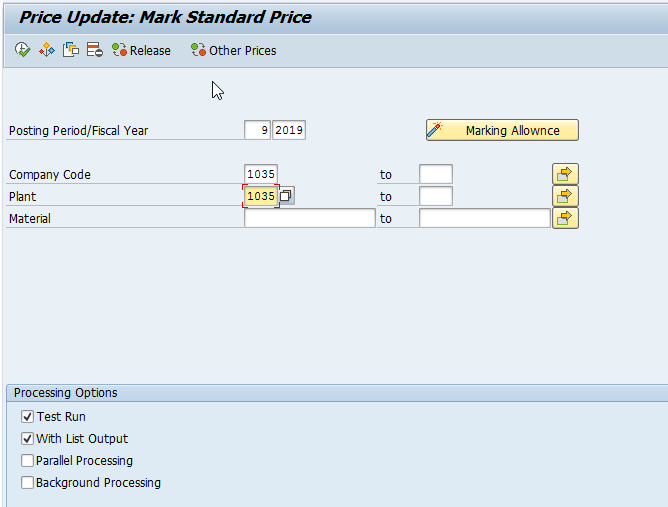 Price Update: Mark Standard Price
Release Other Prices
Posting Period/Fiscal Year 9 2019 Marking Allownce
Company Code 1035 to
Plant 1035 to
Material to
Processing Options
Test Run
With List Output
Parallel Processing
Background Processing